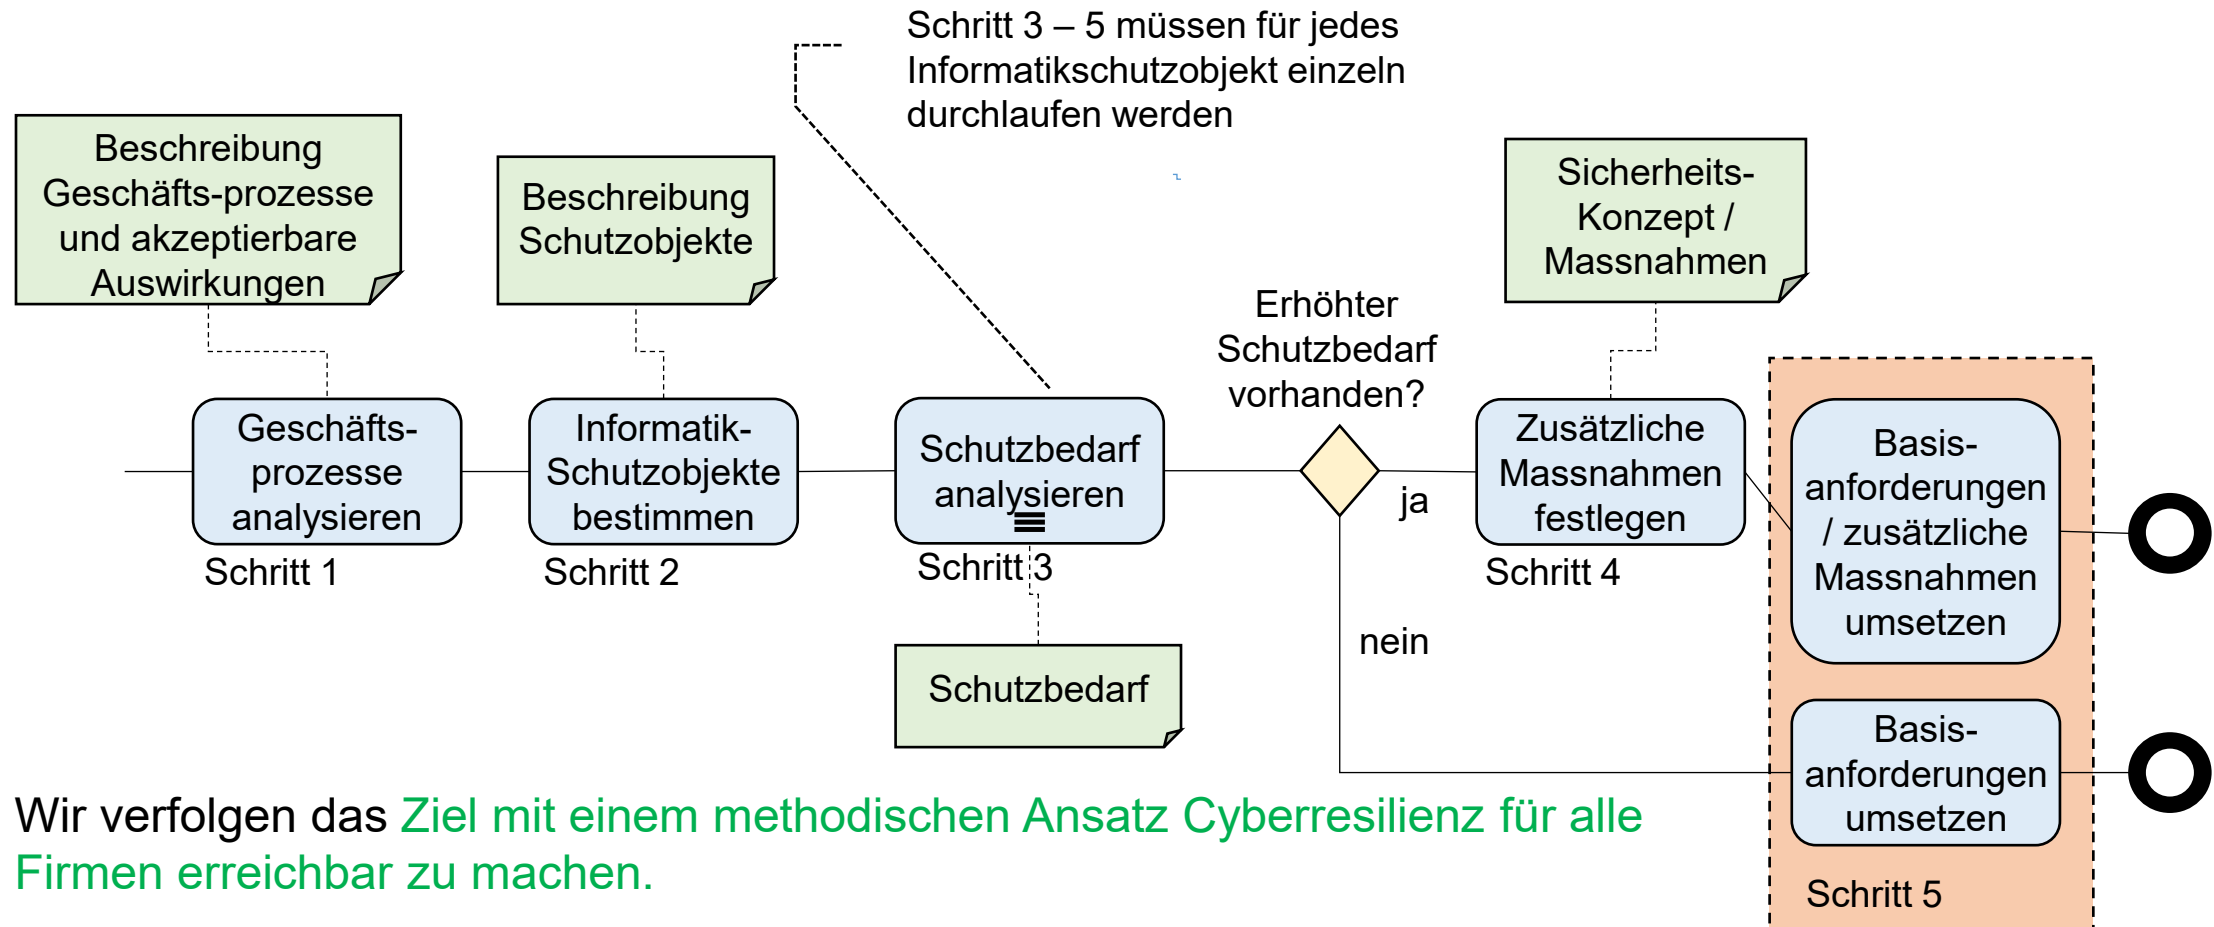 Schritt 3 – 5 müssen für jedes
Informatikschutzobjekt einzeln
durchlaufen werden
Beschreibung
Geschäfts-prozesse
und akzeptierbare
Auswirkungen
Beschreibung
Schutzobjekte
Sicherheits-
Konzept /
Massnahmen
Erhöhter
Schutzbedarf
vorhanden?
Geschäfts-
prozesse
analysieren
Schritt 1
Informatik-
Schutzobjekte
bestimmen
Schritt 2
Schutzbedarf
analysieren
Schritt 3
Schutzbedarf
ja
nein
Zusätzliche
Massnahmen
festlegen
Schritt 4
Basis-
anforderungen
/ zusätzliche
Massnahmen
umsetzen
Basis-
anforderungen
umsetzen
Schritt 5
Wir verfolgen das Ziel mit einem methodischen Ansatz Cyberresilienz für alle
Firmen erreichbar zu machen.